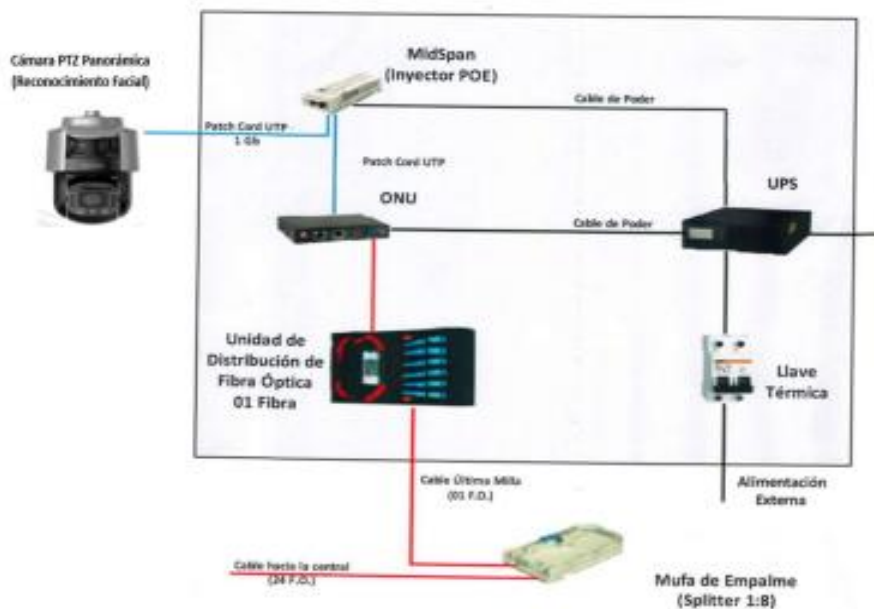 Cámara PTZ Panorámica
(Reconocimiento Facial)
MidSpan
(Inyector POE)
Cable de Poder
Patch Cord UTP
1 Gb
Patch Cord UTP
ONU
UPS
Cable de Poder
Unidad de
Distribución de
Fibra Óptica
01 Fibra
Llave
Térmica
Cable Última Milla
(01 F.O.)
Alimentación
Externa
Cable hacia la central
(24 F.O.)
Mufa de Empalme
(Splitter 1:8)